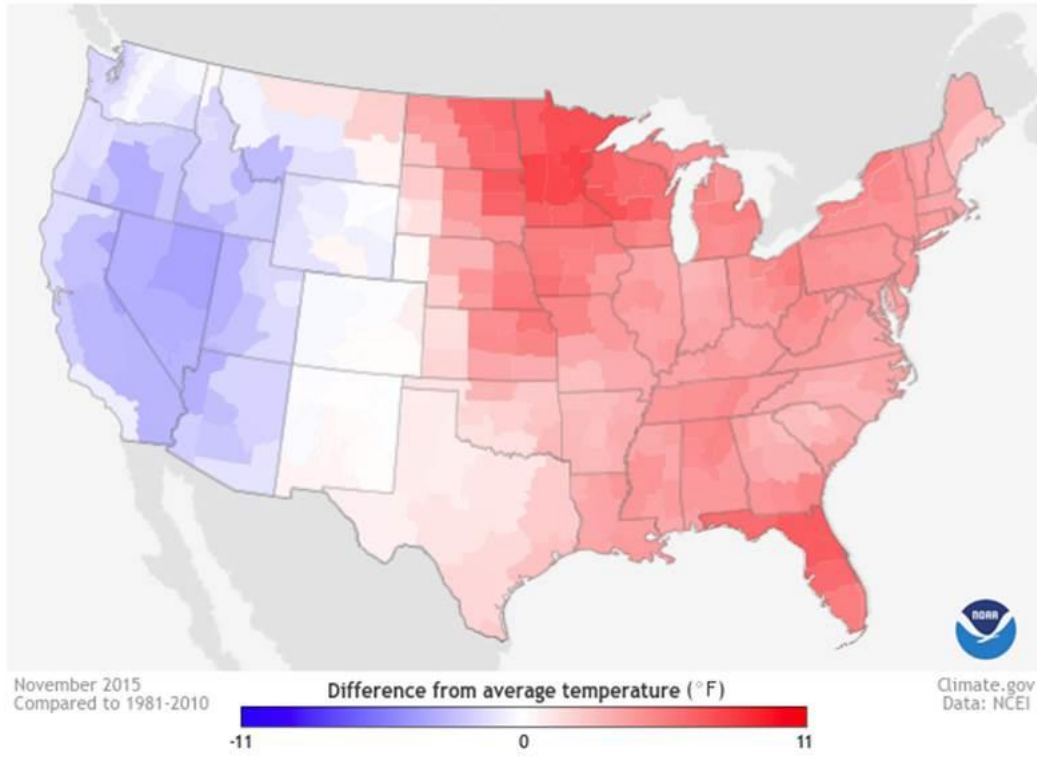 NOAA
November 2015
Compared to 1981-2010
Difference from average temperature (°F)
-11
0
11
Climate.gov
Data: NCEI